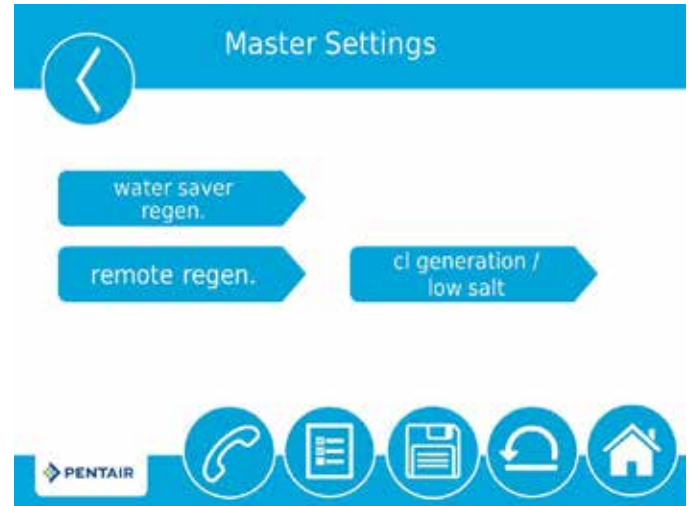 Master Settings
water saver
regen.
remote regen.
cl generation /
low salt
PENTAIR